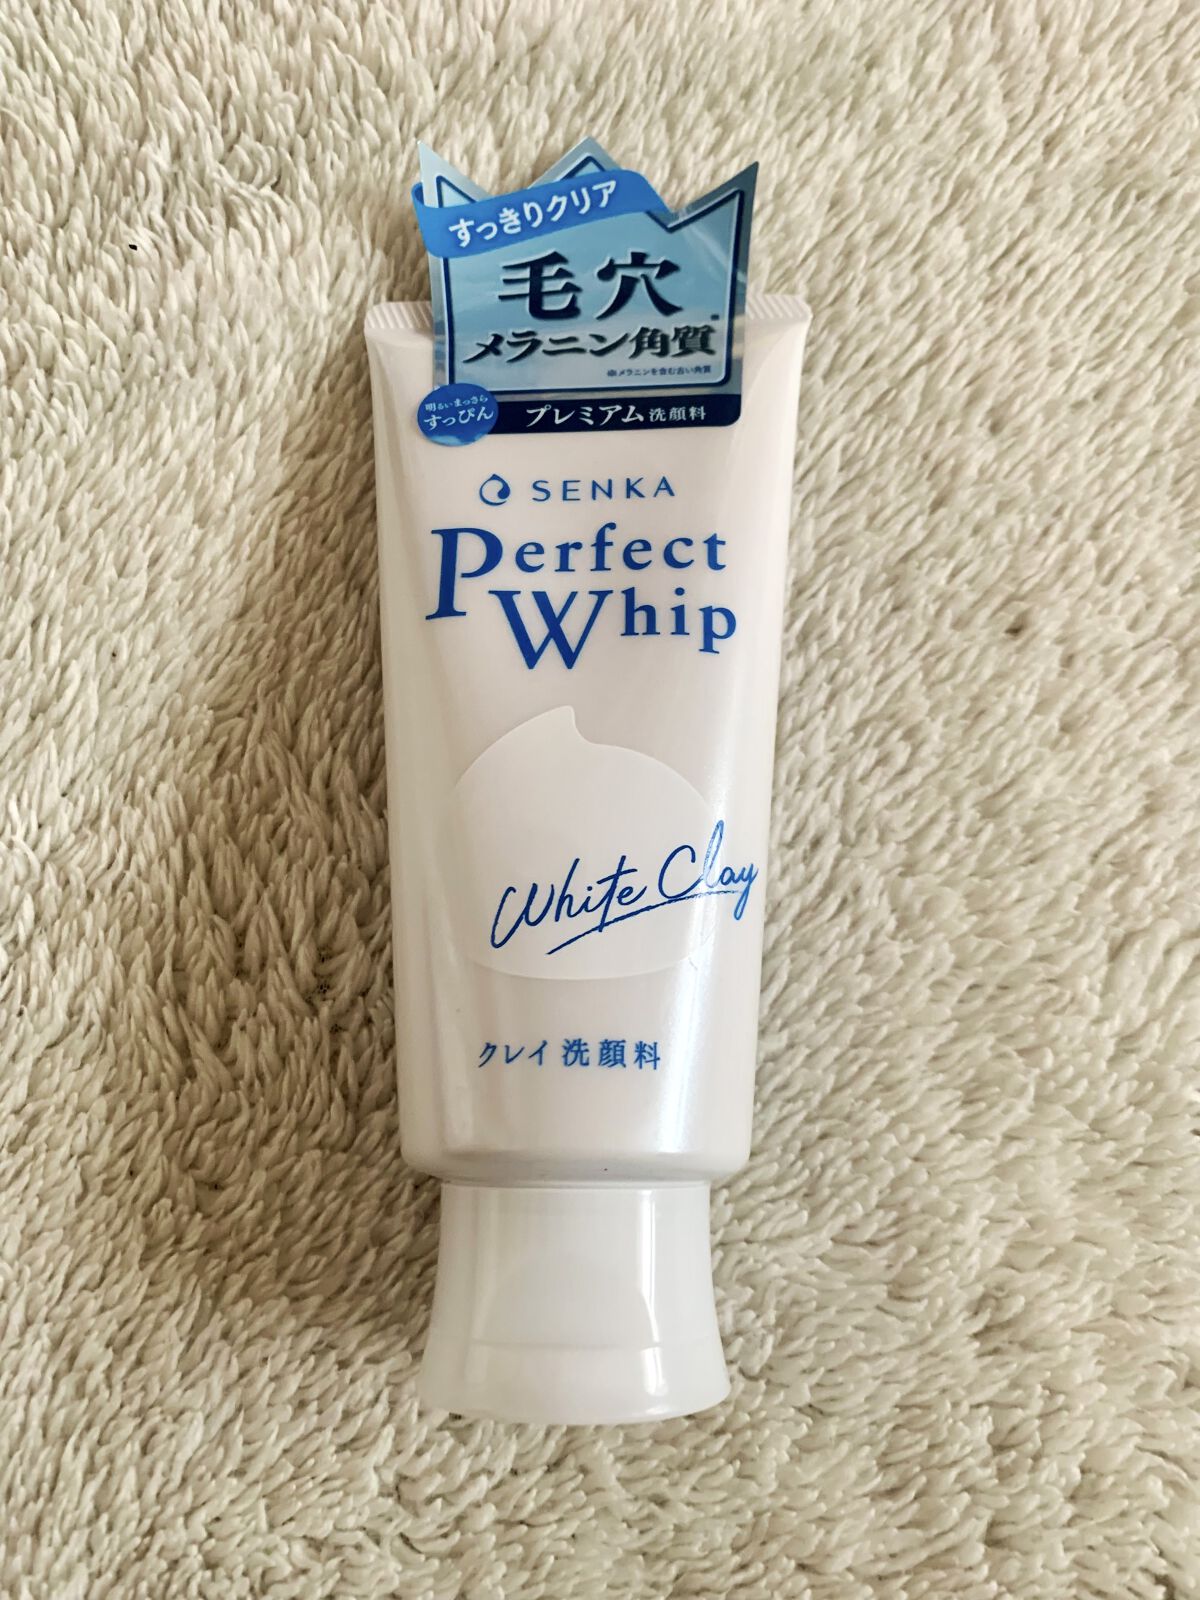 すっきりクリア
毛穴
メラニン角質※
※メラニンを含む古い角質
明るいまっさら
すっぴん
プレミアム洗顔料
SENKA
Perfect
Whip
White Clay
クレイ洗顔料